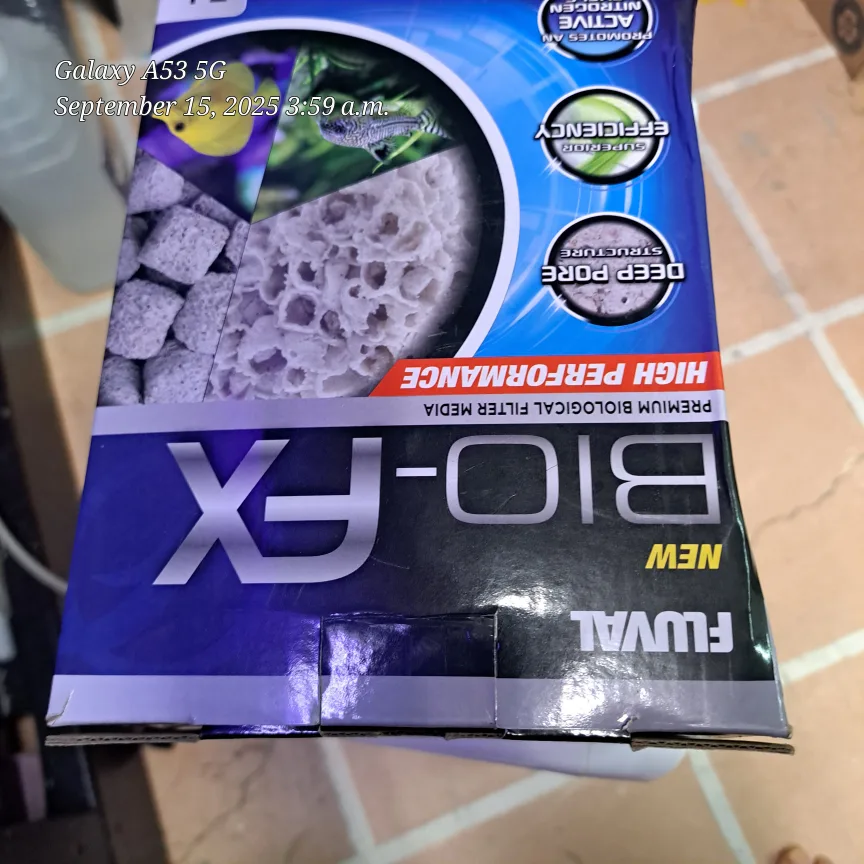 Galaxy A53 5G
September 15, 2025 3:59 a.m.
FLUVAL
NEW
BIO-FX
PREMIUM BIOLOGICAL FILTER MEDIA
HIGH PERFORMANCE
DEEP PORE
STRUCTURE
SUPERIOR
EFFICIENCY
PROMOTES AN
ACTIVE
NITROGEN